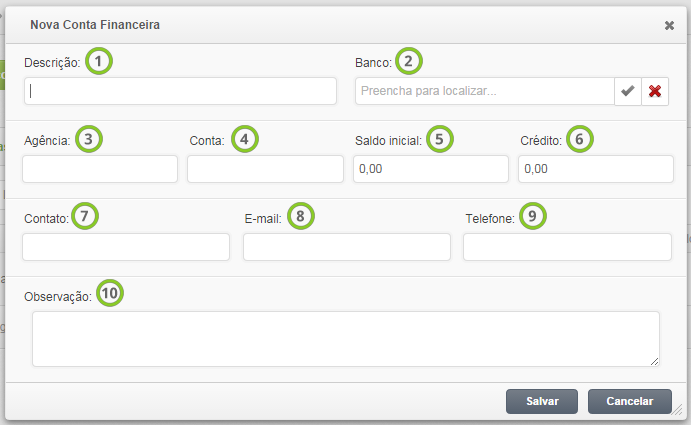 Nova Conta Financeira
Descrição: 1 Banco: 2
Preencha para localizar...
Agência: 3 Conta: 4 Saldo inicial: 5 Crédito: 6
0,00 0,00
Contato: 7 E-mail: 8 Telefone: 9
Observação: 10
Salvar Cancelar